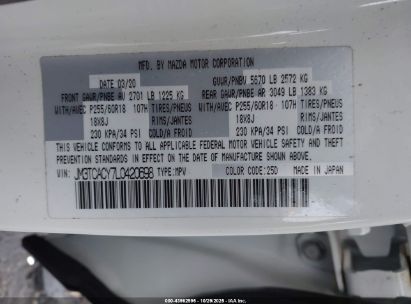 MFD. BY MAZDA MOTOR CORPORATION
DATE 03/20 GVWR/PNBV 5670 LB 2572 KG
FRONT GAWR/PNBE AV 2701 LB 1225 KG REAR GAWR/PNBE AR 3049 LB 1383 KG
WITH/AVEC P255/60R18 107H TIRES/PNEUS WITH/AVEC P255/60R18 107H TIRES/PNEUS
18X8J RIMS/JANTES 18X8J RIMS/JANTES
230 KPA/34 PSI COLD/A FROID 230 KPA/34 PSI COLD/A FROID
THIS VEHICLE CONFORMS TO ALL APPLICABLE FEDERAL MOTOR VEHICLE SAFETY
AND THEFT PREVENTION STANDARDS IN EFFECT ON THE DATE OF MANUFACTURE SHOWN ABOVE.
VIN JM3TCACY7L0420698 TYPE:MPV COLOR CODE:25D MADE IN JAPAN